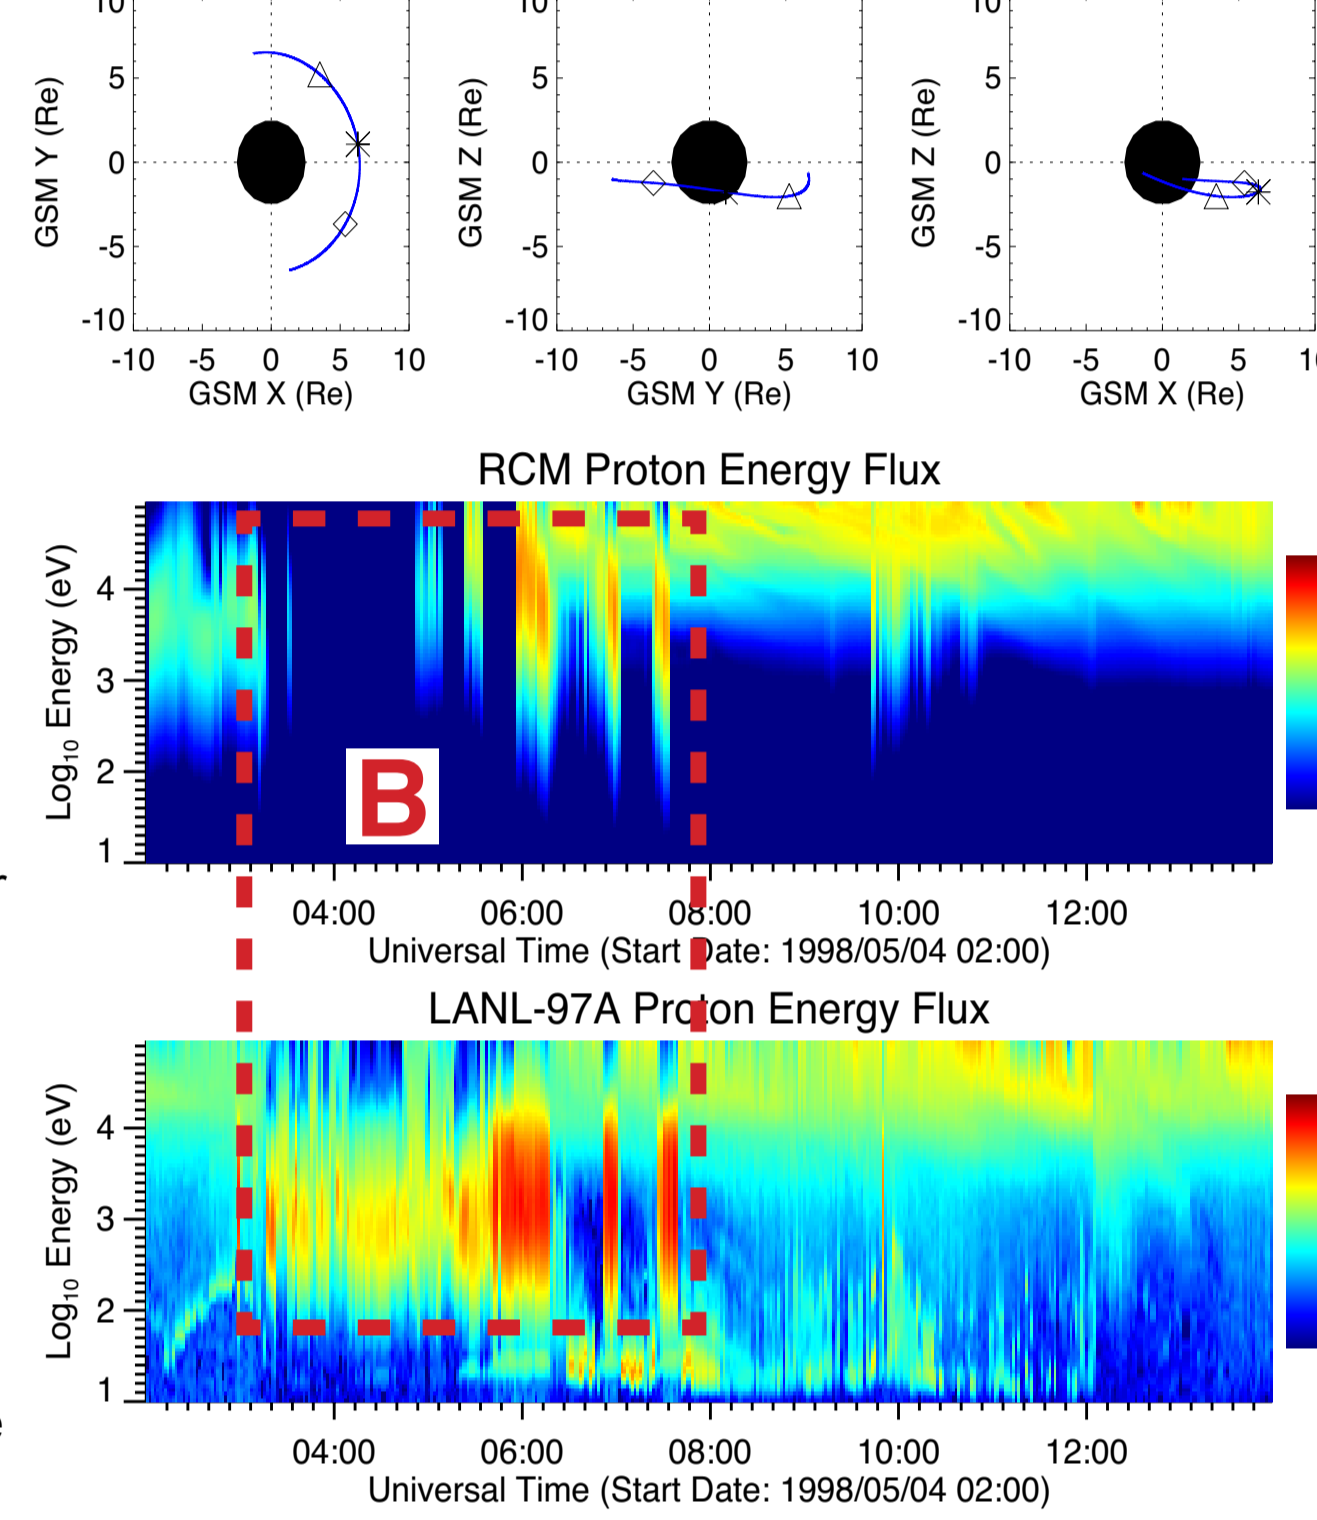 10
10
10
5
5
5
0
0
0
-5
-5
-5
-10
-10
-10
GSM Y (Re)
GSM Z (Re)
GSM Z (Re)
-10 -5 0 5 10
-10 -5 0 5 10
-10 -5 0 5
GSM X (Re)
GSM Y (Re)
GSM X (Re)
RCM Proton Energy Flux
Log10 Energy (eV)
4
3
2
1
B
04:00 06:00 08:00 10:00 12:00
Universal Time (Start Date: 1998/05/04 02:00)
LANL-97A Proton Energy Flux
Log10 Energy (eV)
4
3
2
1
04:00 06:00 08:00 10:00 12:00
Universal Time (Start Date: 1998/05/04 02:00)